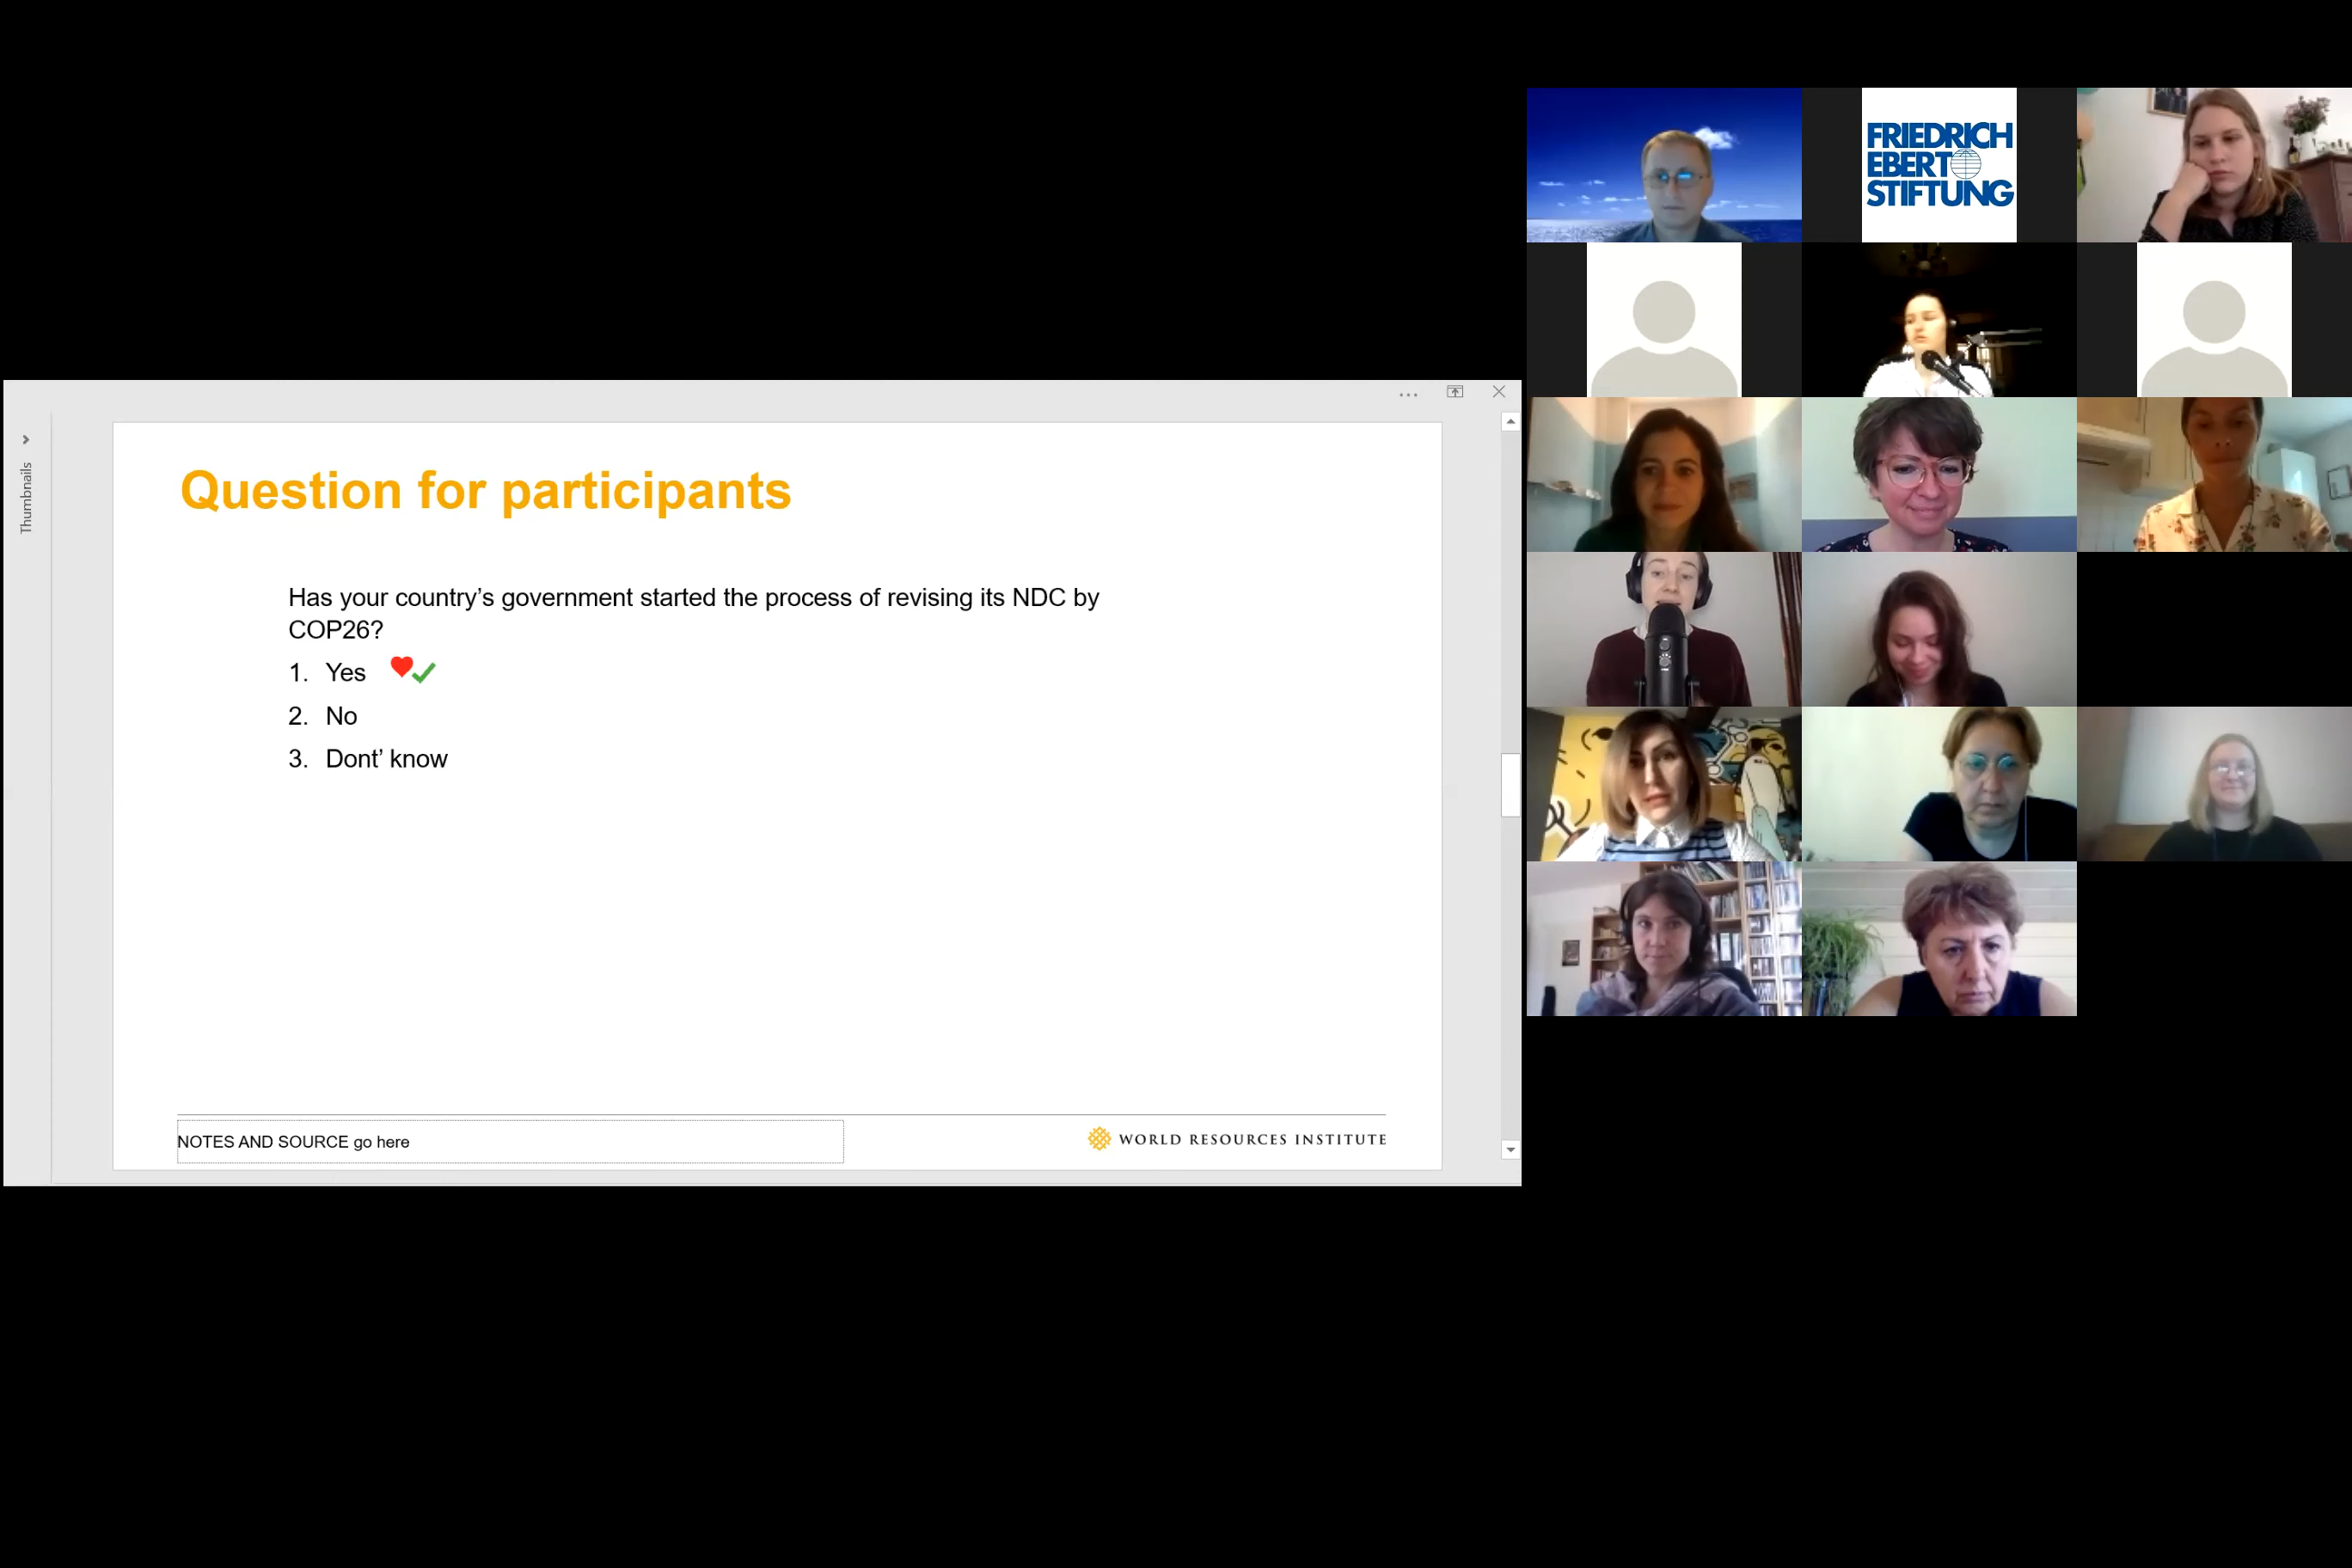 FRIEDRICH
EBERT
STIFTUNG
Thumbnails
Question for participants
Has your country’s government started the process of revising its NDC by
COP26?
1. Yes
2. No
3. Dont’ know
NOTES AND SOURCE go here
WORLD RESOURCES INSTITUTE